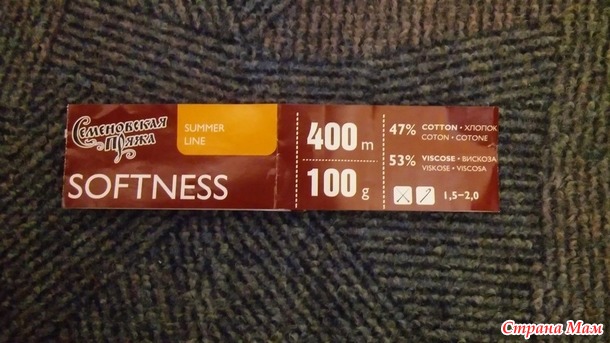 Семеновская
Пряжа
SUMMER
LINE
SOFTNESS
400 m
100 g
47% COTTON • ХЛОПОК
COTON • COTONE
53% VISCOSE • ВИСКОЗА
VISKOSE • VISCOSA
1,5–2,0
Страна Мам